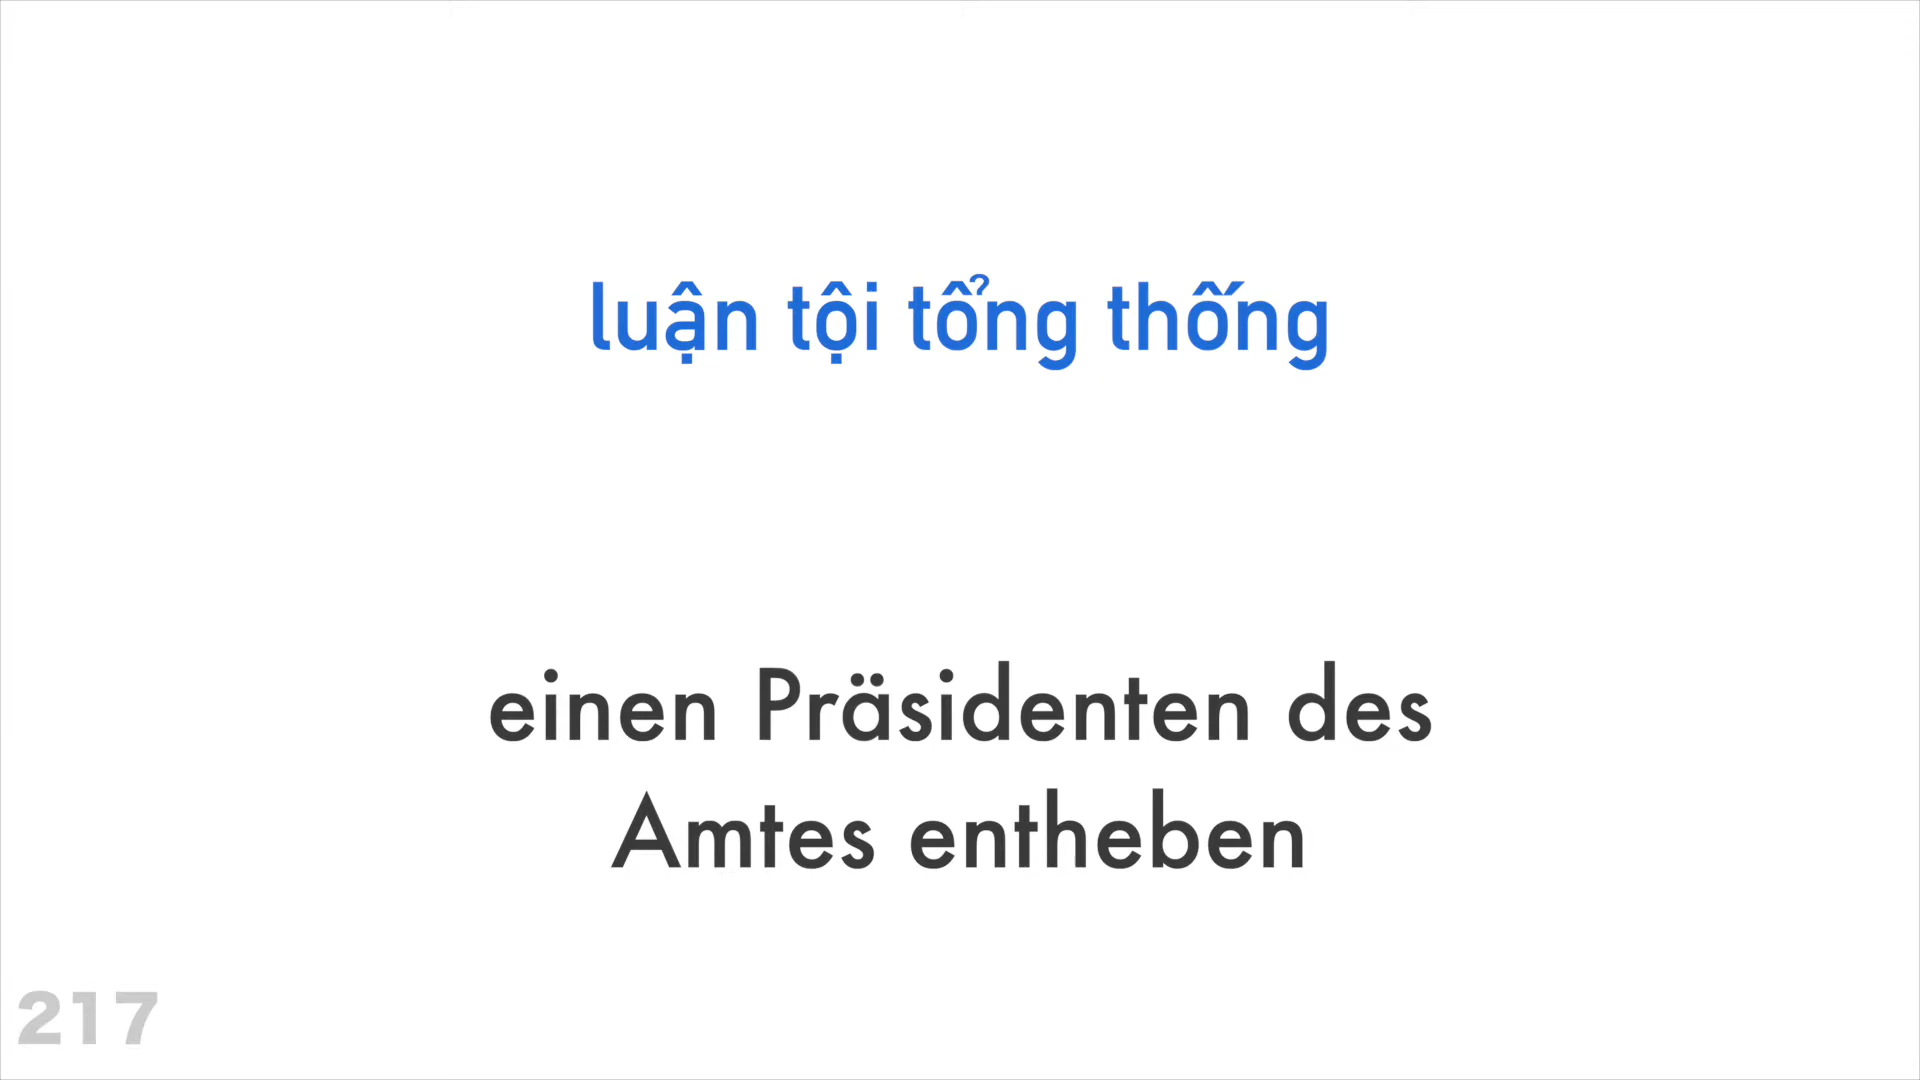 luận tội tổng thống
einen Präsidenten des
Amtes entheben
217